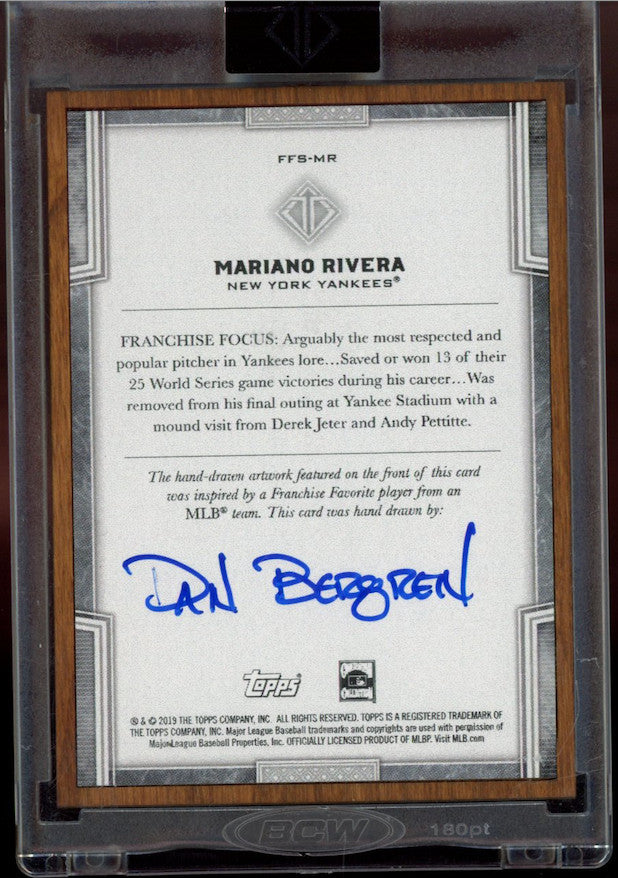 FFS-MR
MARIANO RIVERA
NEW YORK YANKEES®
FRANCHISE FOCUS: Arguably the most respected and
popular pitcher in Yankees lore...Saved or won 13 of their
25 World Series game victories during his career...Was
removed from his final outing at Yankee Stadium with a
mound visit from Derek Jeter and Andy Pettitte.
The hand-drawn artwork featured on the front of this card
was inspired by a Franchise Favorite player from an
MLB® team. This card was hand drawn by:
DAN BERGREN
TOPPS
® & © 2019 THE TOPPS COMPANY, INC. ALL RIGHTS RESERVED. TOPPS IS A REGISTERED TRADEMARK OF
THE TOPPS COMPANY, INC. Major League Baseball trademarks and copyrights are used with permission of
Major League Baseball Properties, Inc. OFFICIALLY LICENSED PRODUCT OF MLBP. Visit MLB.com
BCW 180pt